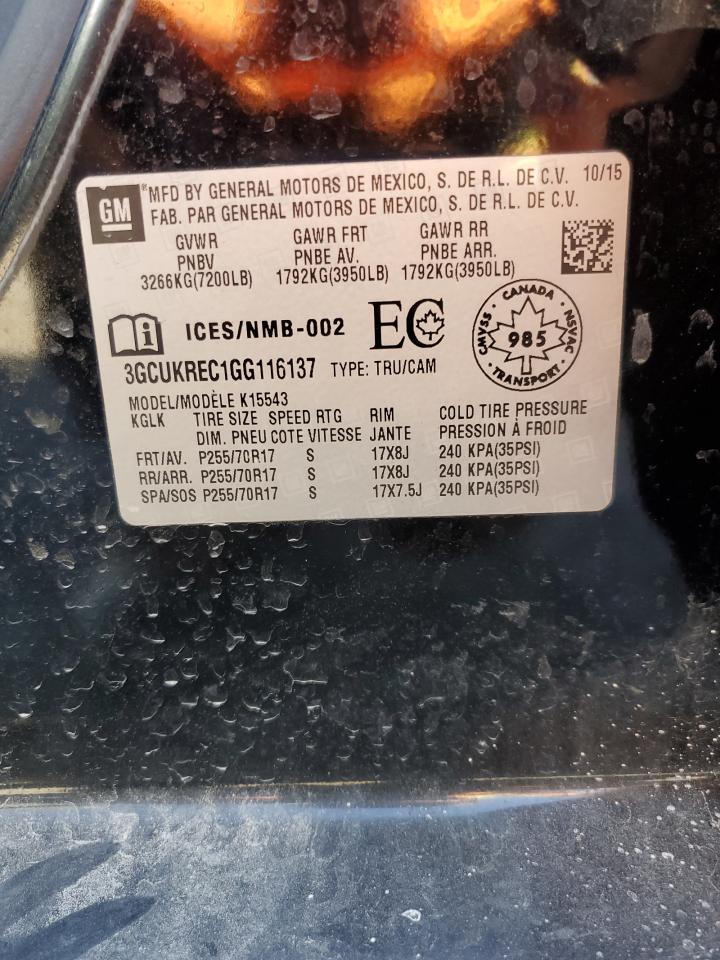 GM ®MFD BY GENERAL MOTORS DE MEXICO, S. DE R.L. DE C.V. 10/15
FAB. PAR GENERAL MOTORS DE MEXICO, S. DE R.L. DE C.V.
GVWR GAWR FRT GAWR RR
PNBV PNBE AV. PNBE ARR.
3266KG(7200LB) 1792KG(3950LB) 1792KG(3950LB)
i ICES/NMB-002 EC
CANADA · NSVAC · TRANSPORT · CMVSS ·
985
3GCUKREC1GG116137 TYPE: TRU/CAM
MODEL/MODÈLE K15543
KGLK TIRE SIZE SPEED RTG RIM COLD TIRE PRESSURE
DIM. PNEU COTE VITESSE JANTE PRESSION À FROID
FRT/AV. P255/70R17 S 17X8J 240 KPA(35PSI)
RR/ARR. P255/70R17 S 17X8J 240 KPA(35PSI)
SPA/SOS P255/70R17 S 17X7.5J 240 KPA(35PSI)